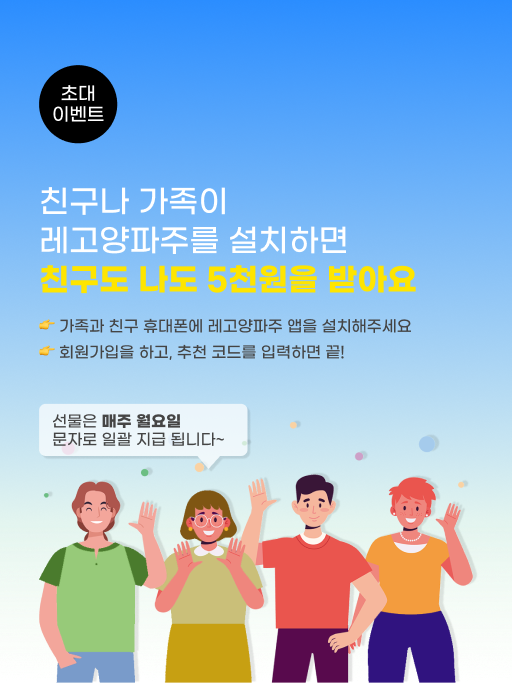 초대
이벤트
친구나 가족이
레고양파주를 설치하면
친구도 나도 5천원을 받아요
👉 가족과 친구 휴대폰에 레고양파주 앱을 설치해주세요
👉 회원가입을 하고, 추천 코드를 입력하면 끝!
선물은 매주 월요일
문자로 일괄 지급 됩니다~